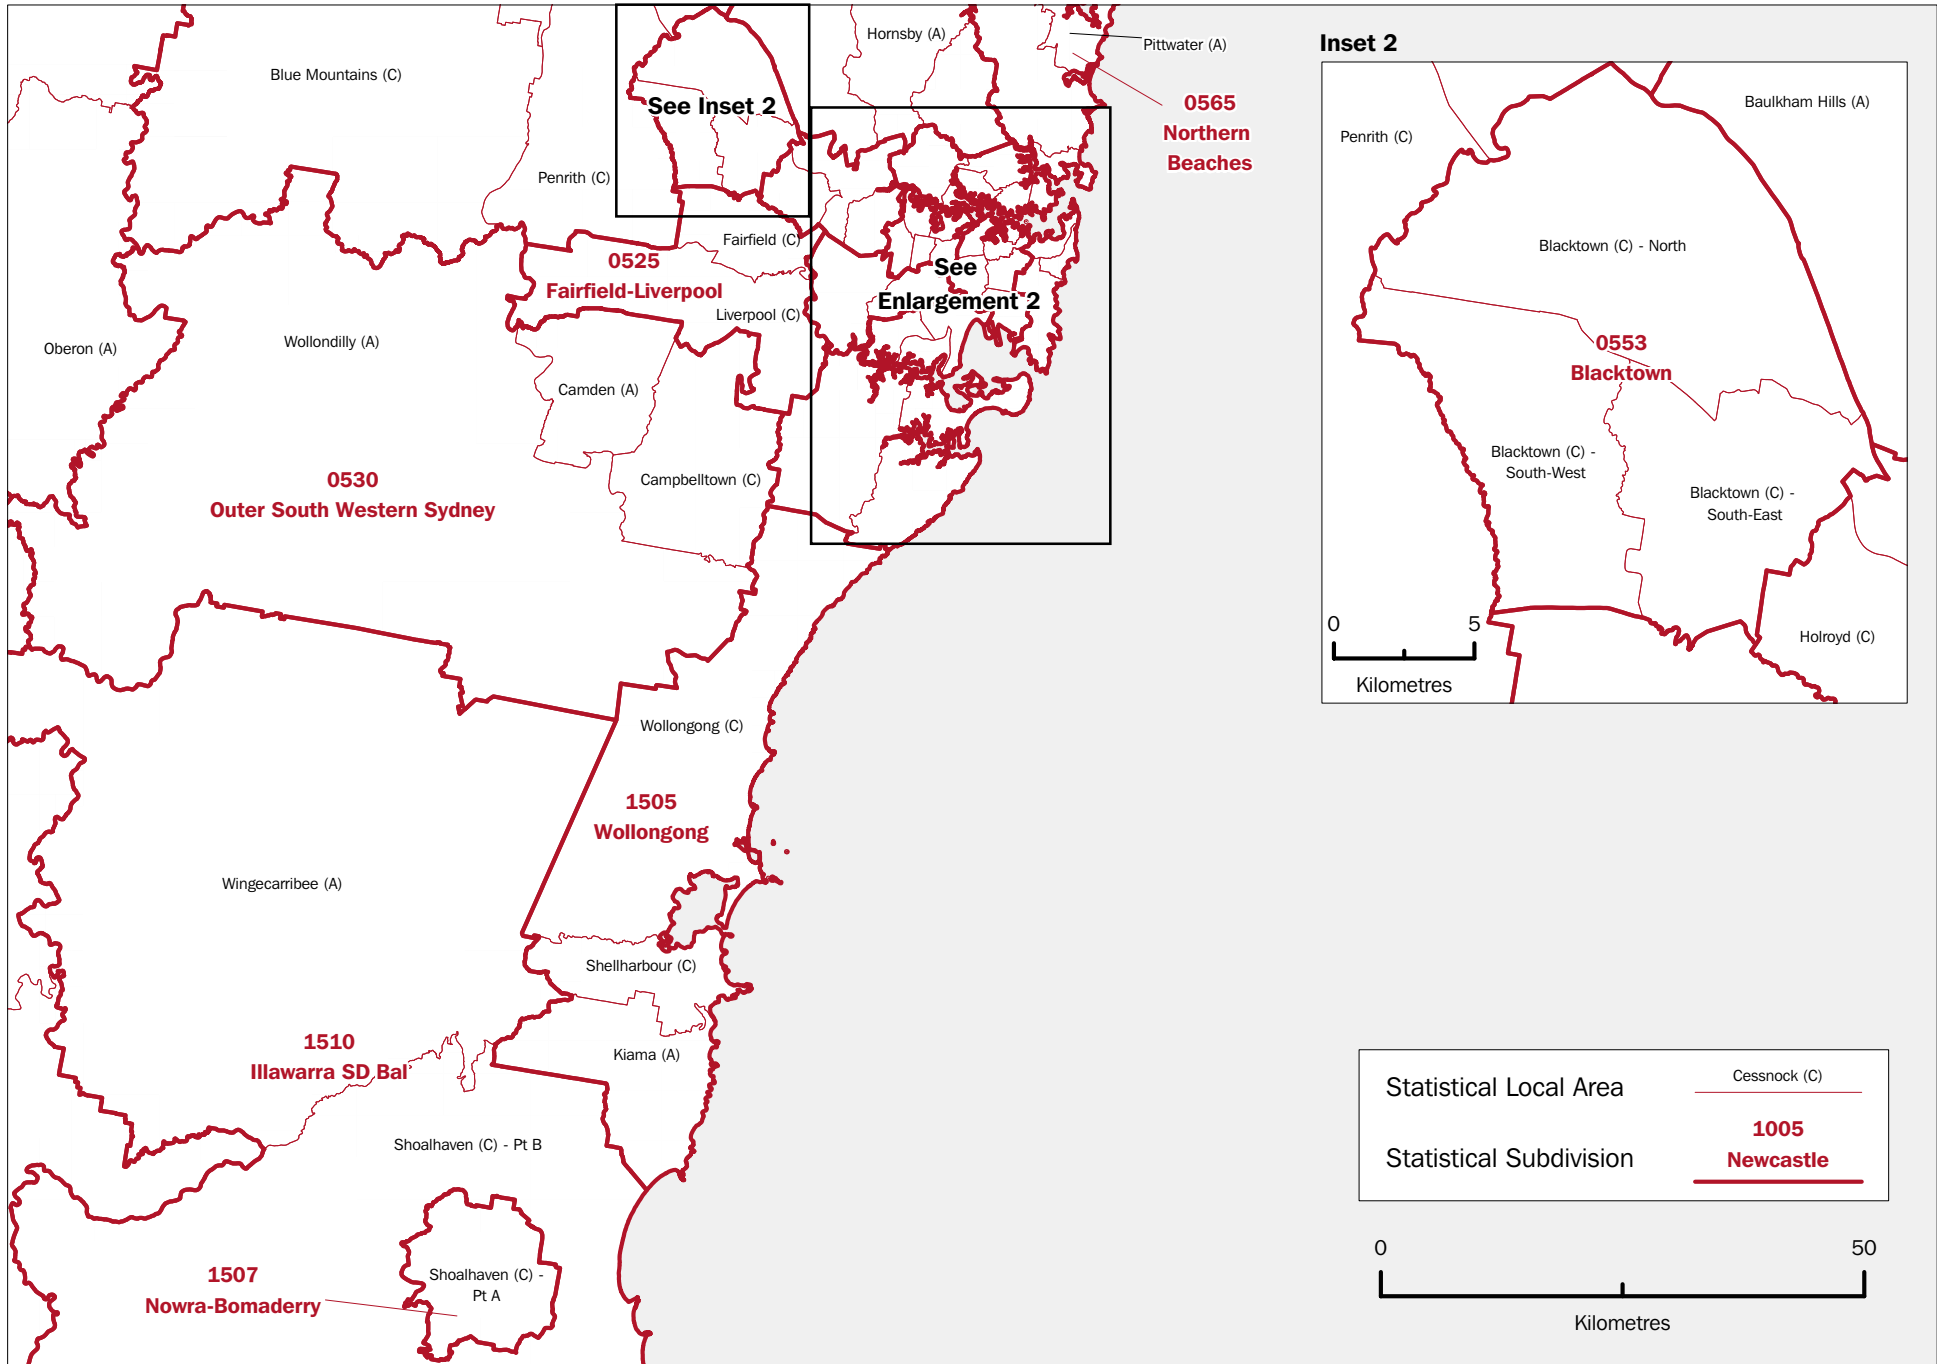 Blue Mountains (C)
Hornsby (A)
Pittwater (A)
See Inset 2
0565
Northern
Beaches
Penrith (C)
Fairfield (C)
0525
Fairfield-Liverpool
Liverpool (C)
See
Enlargement 2
Oberon (A)
Wollondilly (A)
Camden (A)
0530
Outer South Western Sydney
Campbelltown (C)
Wollongong (C)
1505
Wollongong
Wingecarribee (A)
Shellharbour (C)
1510
Illawarra SD Bal
Kiama (A)
Shoalhaven (C) - Pt B
1507
Nowra-Bomaderry
Shoalhaven (C) -
Pt A
Inset 2
Baulkham Hills (A)
Penrith (C)
Blacktown (C) - North
0553
Blacktown
Blacktown (C) -
South-West
Blacktown (C) -
South-East
Holroyd (C)
0 5
Kilometres
Statistical Local Area
Cessnock (C)
Statistical Subdivision
1005
Newcastle
0 50
Kilometres